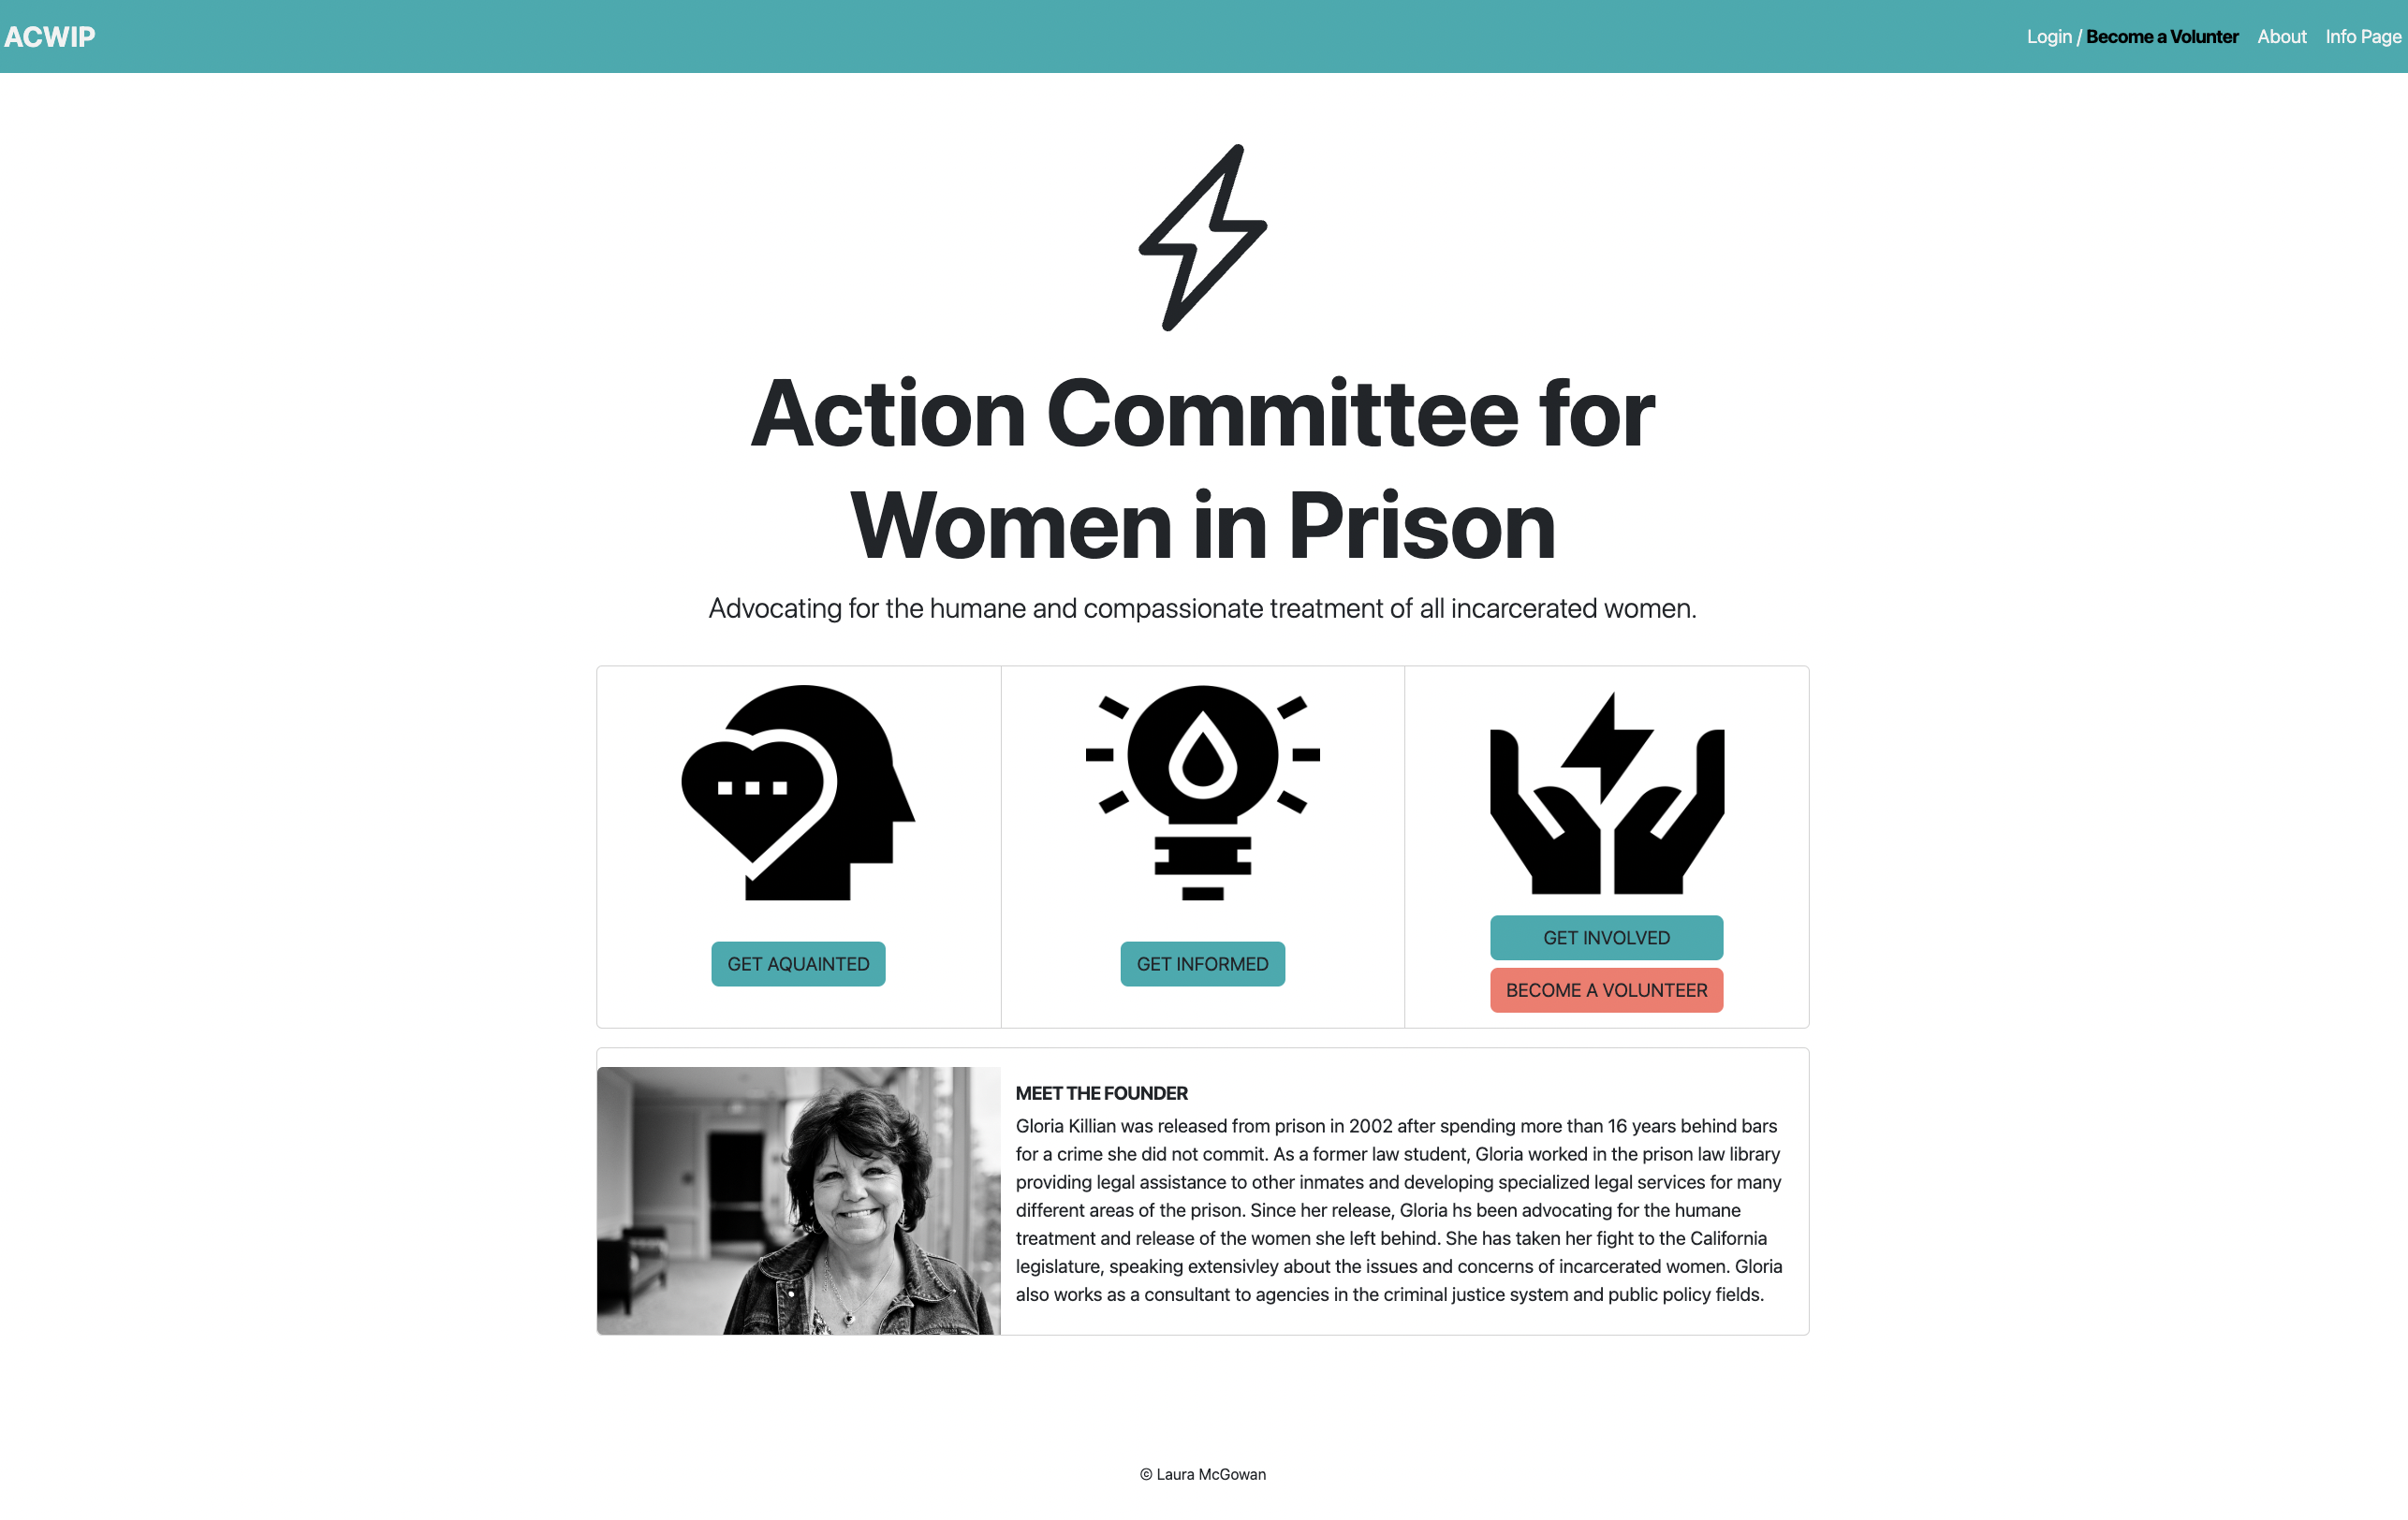 ACWIP
Login / Become a Volunter About Info Page
Action Committee for
Women in Prison
Advocating for the humane and compassionate treatment of all incarcerated women.
GET AQUAINTED
GET INFORMED
GET INVOLVED
BECOME A VOLUNTEER
MEET THE FOUNDER
Gloria Killian was released from prison in 2002 after spending more than 16 years behind bars
for a crime she did not commit. As a former law student, Gloria worked in the prison law library
providing legal assistance to other inmates and developing specialized legal services for many
different areas of the prison. Since her release, Gloria hs been advocating for the humane
treatment and release of the women she left behind. She has taken her fight to the California
legislature, speaking extensivley about the issues and concerns of incarcerated women. Gloria
also works as a consultant to agencies in the criminal justice system and public policy fields.
© Laura McGowan